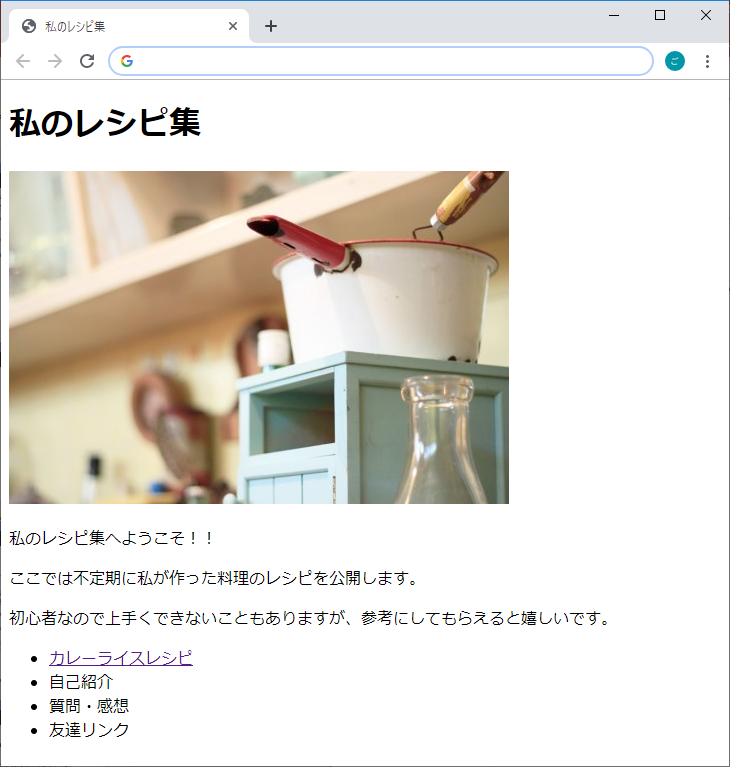 私のレシピ集
ご
私のレシピ集
私のレシピ集へようこそ！！
ここでは不定期に私が作った料理のレシピを公開します。
初心者なので上手くできないこともありますが、参考にしてもらえると嬉しいです。
カレーライスレシピ
自己紹介
質問・感想
友達リンク